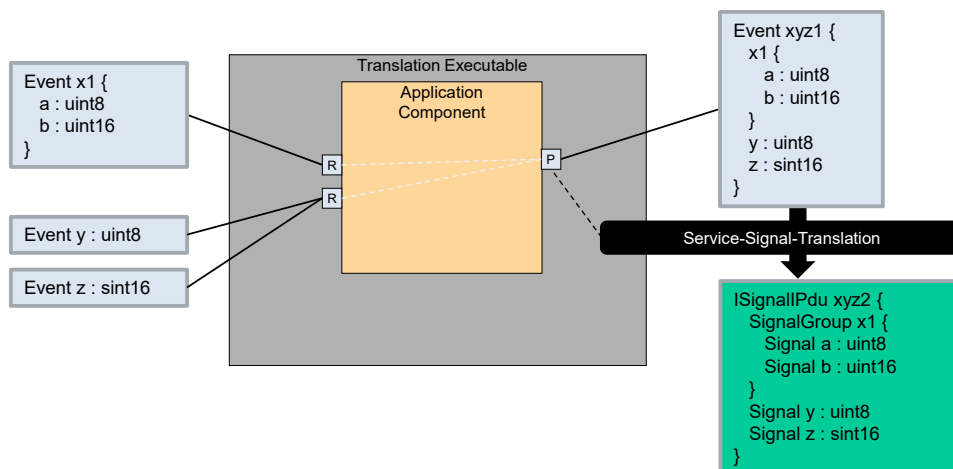 Event x1 {
a : uint8
b : uint16
}
Event y : uint8
Event z : sint16
Translation Executable
Application
Component
R
R
P
Event xyz1 {
x1 {
a : uint8
b : uint16
}
y : uint8
z : sint16
}
Service-Signal-Translation
ISignalIPdu xyz2 {
SignalGroup x1 {
Signal a : uint8
Signal b : uint16
}
Signal y : uint8
Signal z : sint16
}